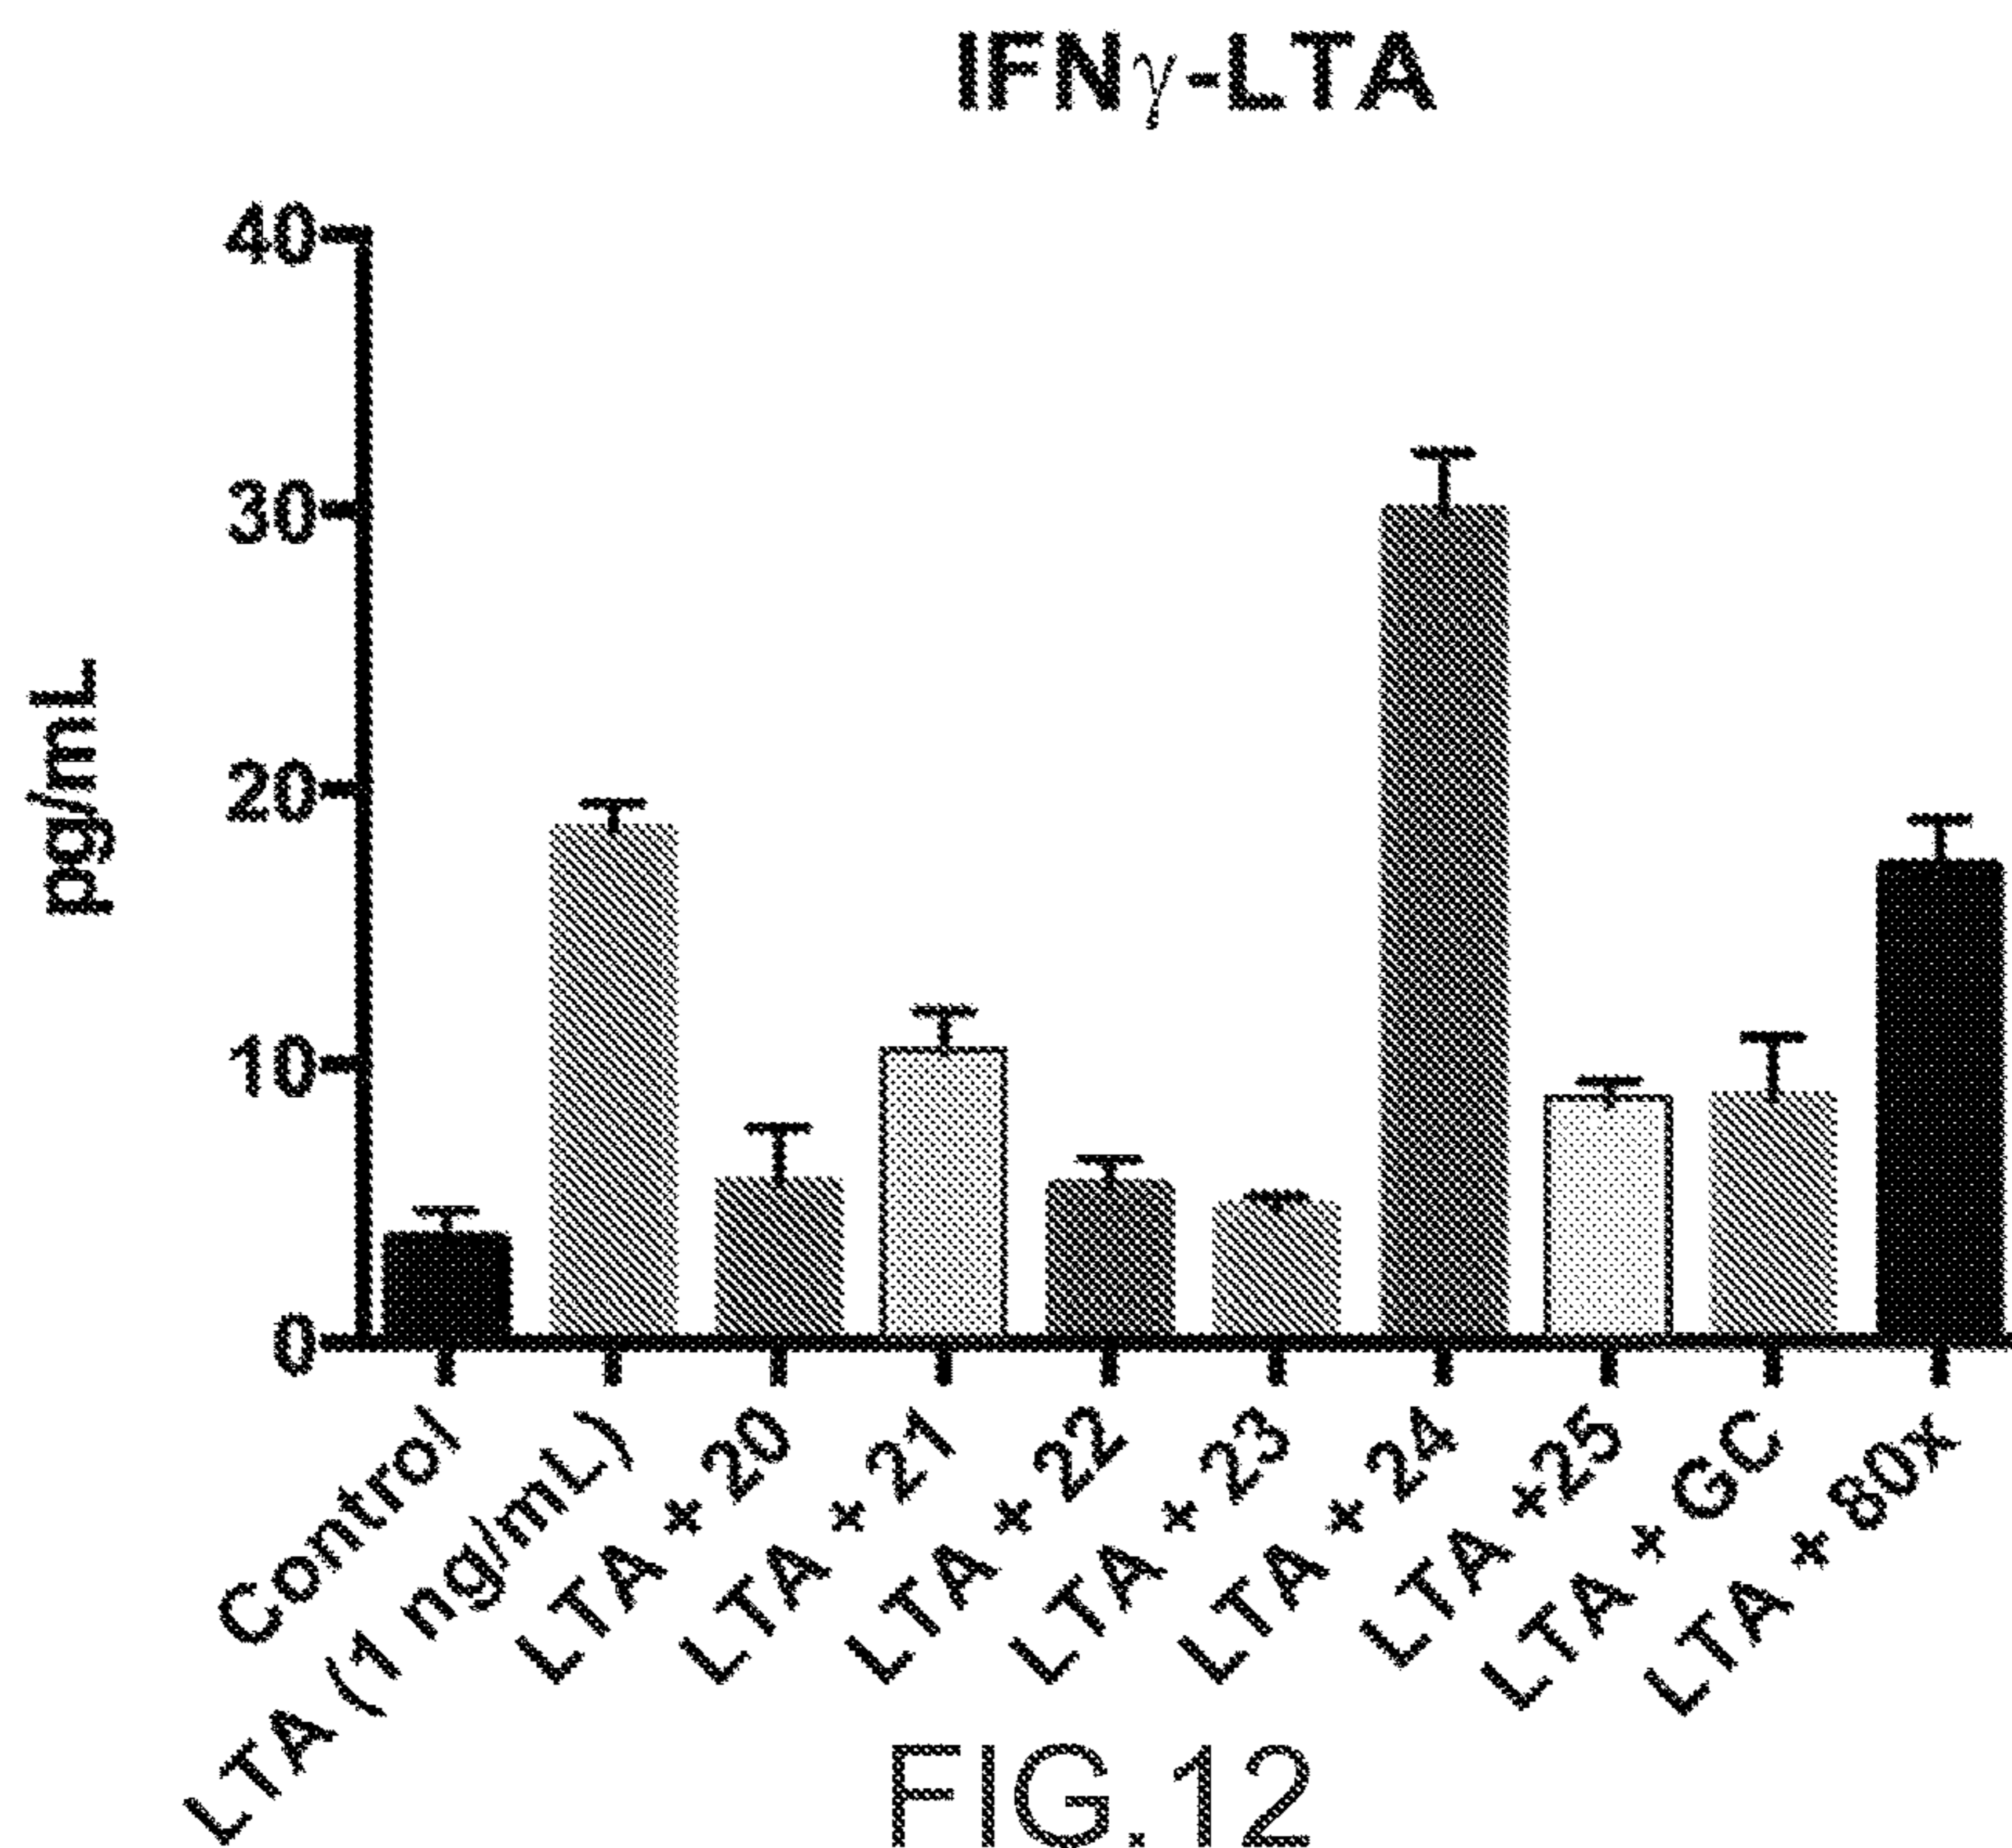 IFNγ-LTA
pg/mL
40
30
20
10
0
Control
LTA (1 ng/mL)
LTA + 20
LTA + 21
LTA + 22
LTA + 23
LTA + 24
LTA +25
LTA + GC
LTA + 80x
FIG.12